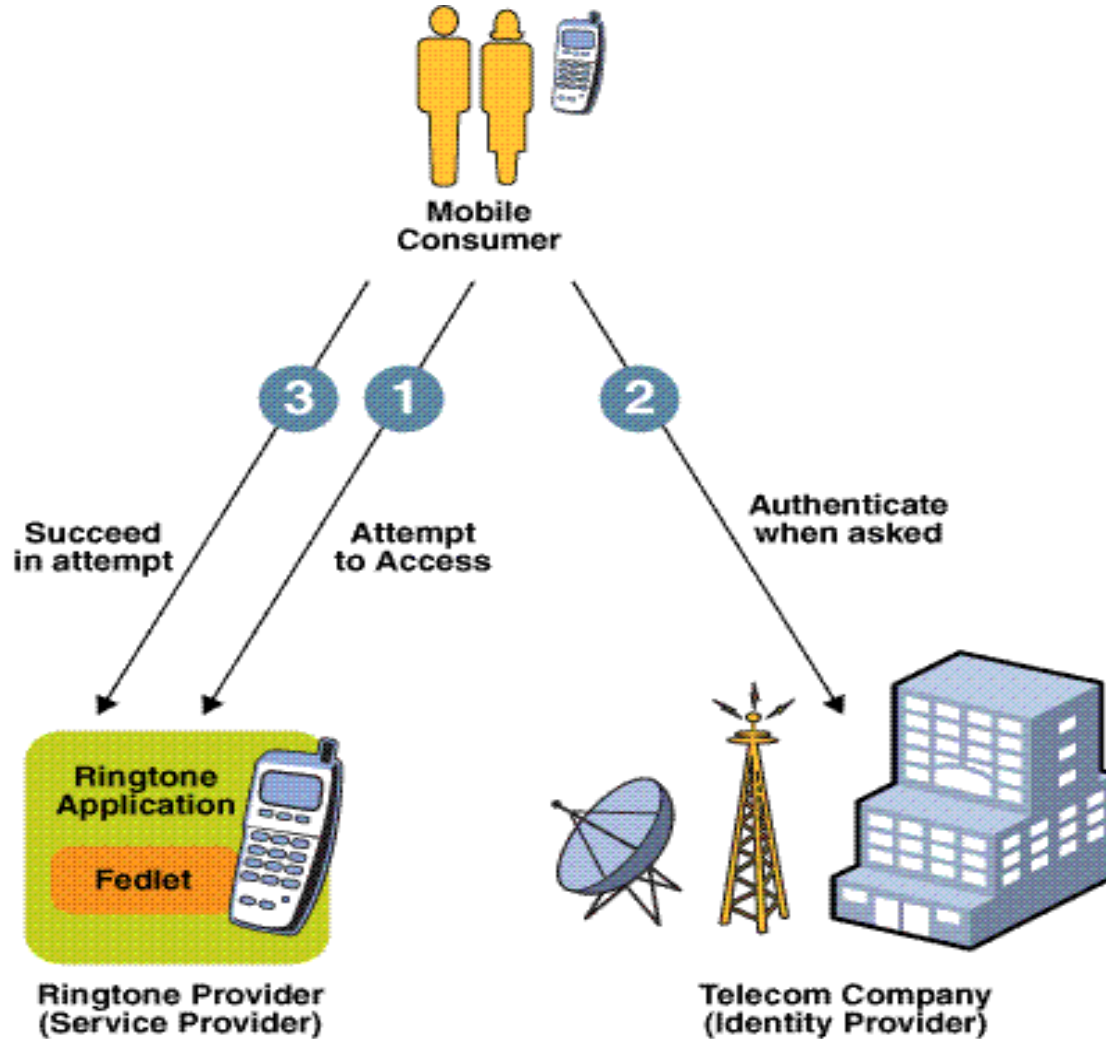 Mobile
Consumer
3
1
2
Succeed
in attempt
Attempt
to Access
Authenticate
when asked
Ringtone
Application
Fedlet
Ringtone Provider
(Service Provider)
Telecom Company
(Identity Provider)